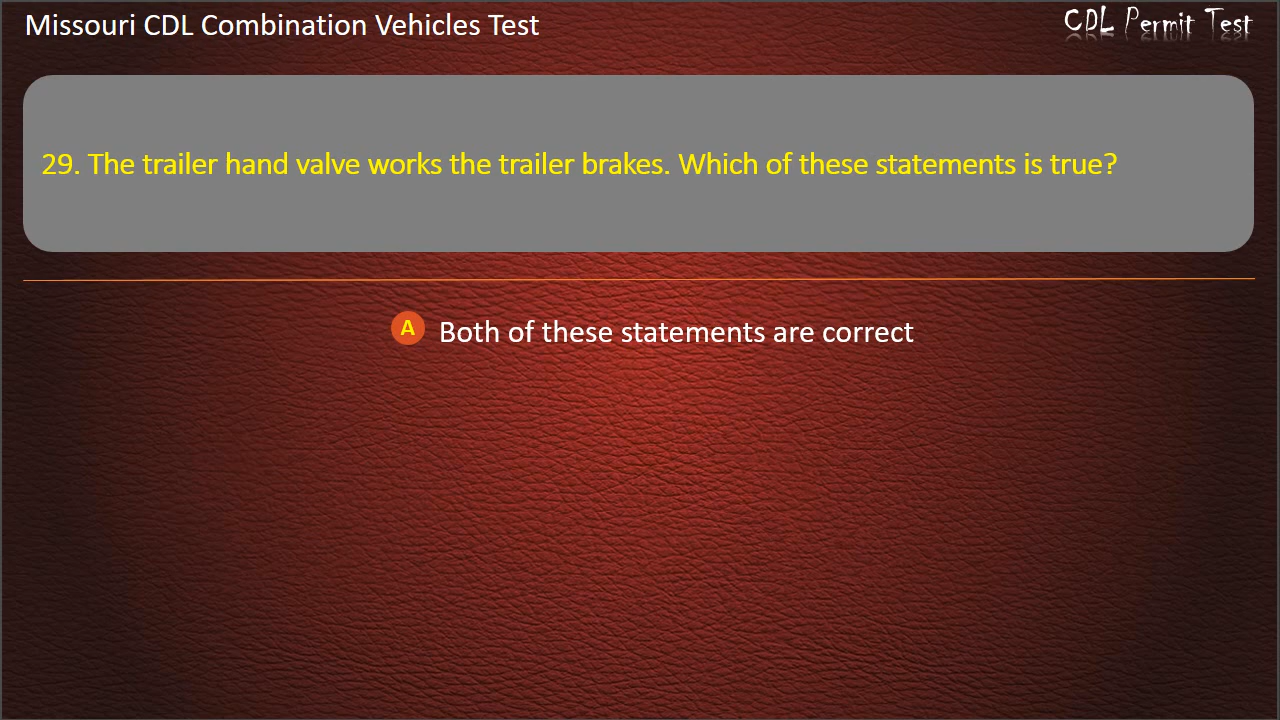 Missouri CDL Combination Vehicles Test
CDL Permit Test
29. The trailer hand valve works the trailer brakes. Which of these statements is true?
A Both of these statements are correct